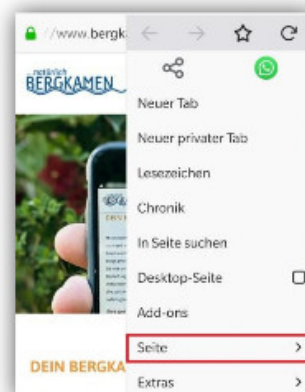 //www.bergk
natürlich
BERGKAMEN
Neuer Tab
Neuer privater Tab
Lesezeichen
Chronik
In Seite suchen
Desktop-Seite
Add-ons
Seite
Extras
DEIN BERGKA